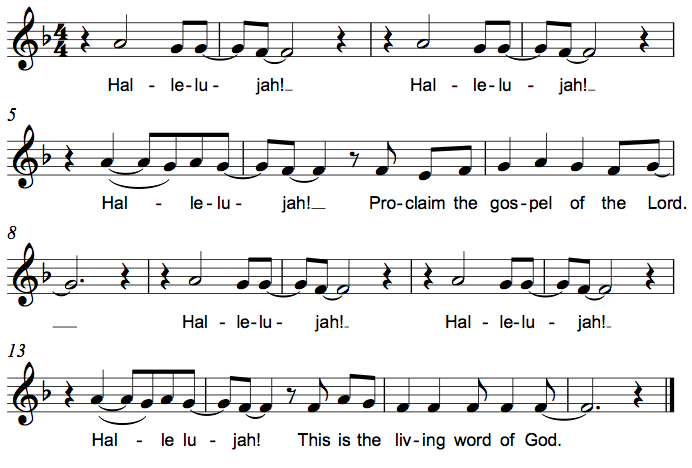 4
4
Hal - le-lu - jah!_ Hal - le-lu - jah!_
5
Hal - le-lu - jah!_ Pro-claim the gos-pel of the Lord.
8
_ Hal - le-lu - jah!_ Hal - le-lu - jah!_
13
Hal - le lu - jah! This is the liv-ing word of God.